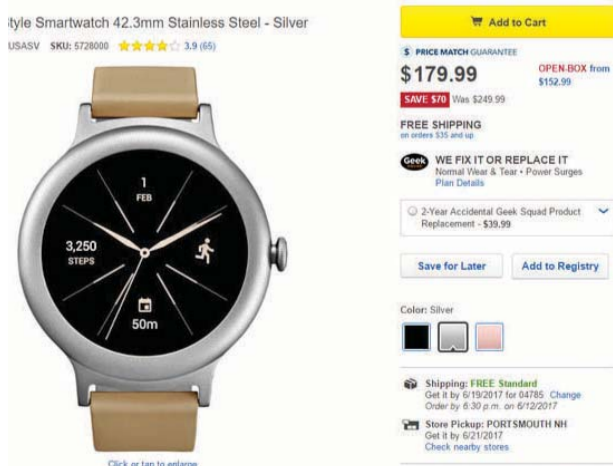 tyle Smartwatch 42.3mm Stainless Steel - Silver
USASV SKU: 5728000 3.9 (65)
1
FEB
3,250
STEPS
50m
Click or tap to enlarge
Add to Cart
$ PRICE MATCH GUARANTEE
$179.99
OPEN-BOX from
$152.99
SAVE $70 Was $249.99
FREE SHIPPING
on orders $35 and up
Geek
WE FIX IT OR REPLACE IT
Normal Wear & Tear • Power Surges
Plan Details
2-Year Accidental Geek Squad Product
Replacement - $39.99
Save for Later
Add to Registry
Color: Silver
Shipping: FREE Standard
Get it by 6/19/2017 for 04785 Change
Order by 6:30 p.m. on 6/12/2017
Store Pickup: PORTSMOUTH NH
Get it by 6/21/2017
Check nearby stores